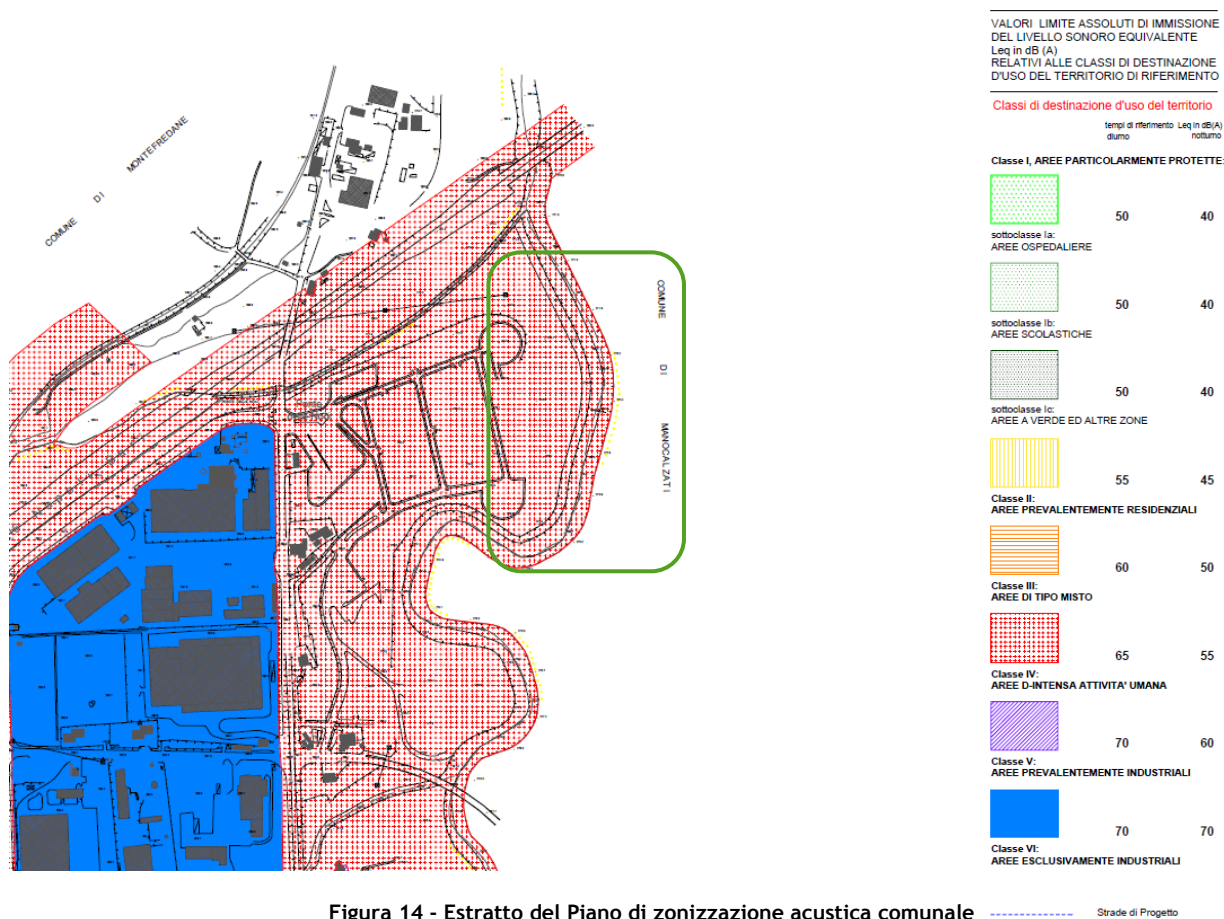 COMUNE DI MONTEFREDANE
COMUNE DI MANOCALZATI
VALORI LIMITE ASSOLUTI DI IMMISSIONE
DEL LIVELLO SONORO EQUIVALENTE
Leq in dB (A)
RELATIVI ALLE CLASSI DI DESTINAZIONE
D'USO DEL TERRITORIO DI RIFERIMENTO
Classi di destinazione d'uso del territorio
tempi di riferimento Leq in dB(A)
diurno notturno
Classe I, AREE PARTICOLARMENTE PROTETTE:
50 40
sottoclasse Ia:
AREE OSPEDALIERE
50 40
sottoclasse Ib:
AREE SCOLASTICHE
50 40
sottoclasse Ic:
AREE A VERDE ED ALTRE ZONE
55 45
Classe II:
AREE PREVALENTEMENTE RESIDENZIALI
60 50
Classe III:
AREE DI TIPO MISTO
65 55
Classe IV:
AREE D-INTENSA ATTIVITA' UMANA
70 60
Classe V:
AREE PREVALENTEMENTE INDUSTRIALI
70 70
Classe VI:
AREE ESCLUSIVAMENTE INDUSTRIALI
Strade di Progetto
Figura 14 - Estratto del Piano di zonizzazione acustica comunale